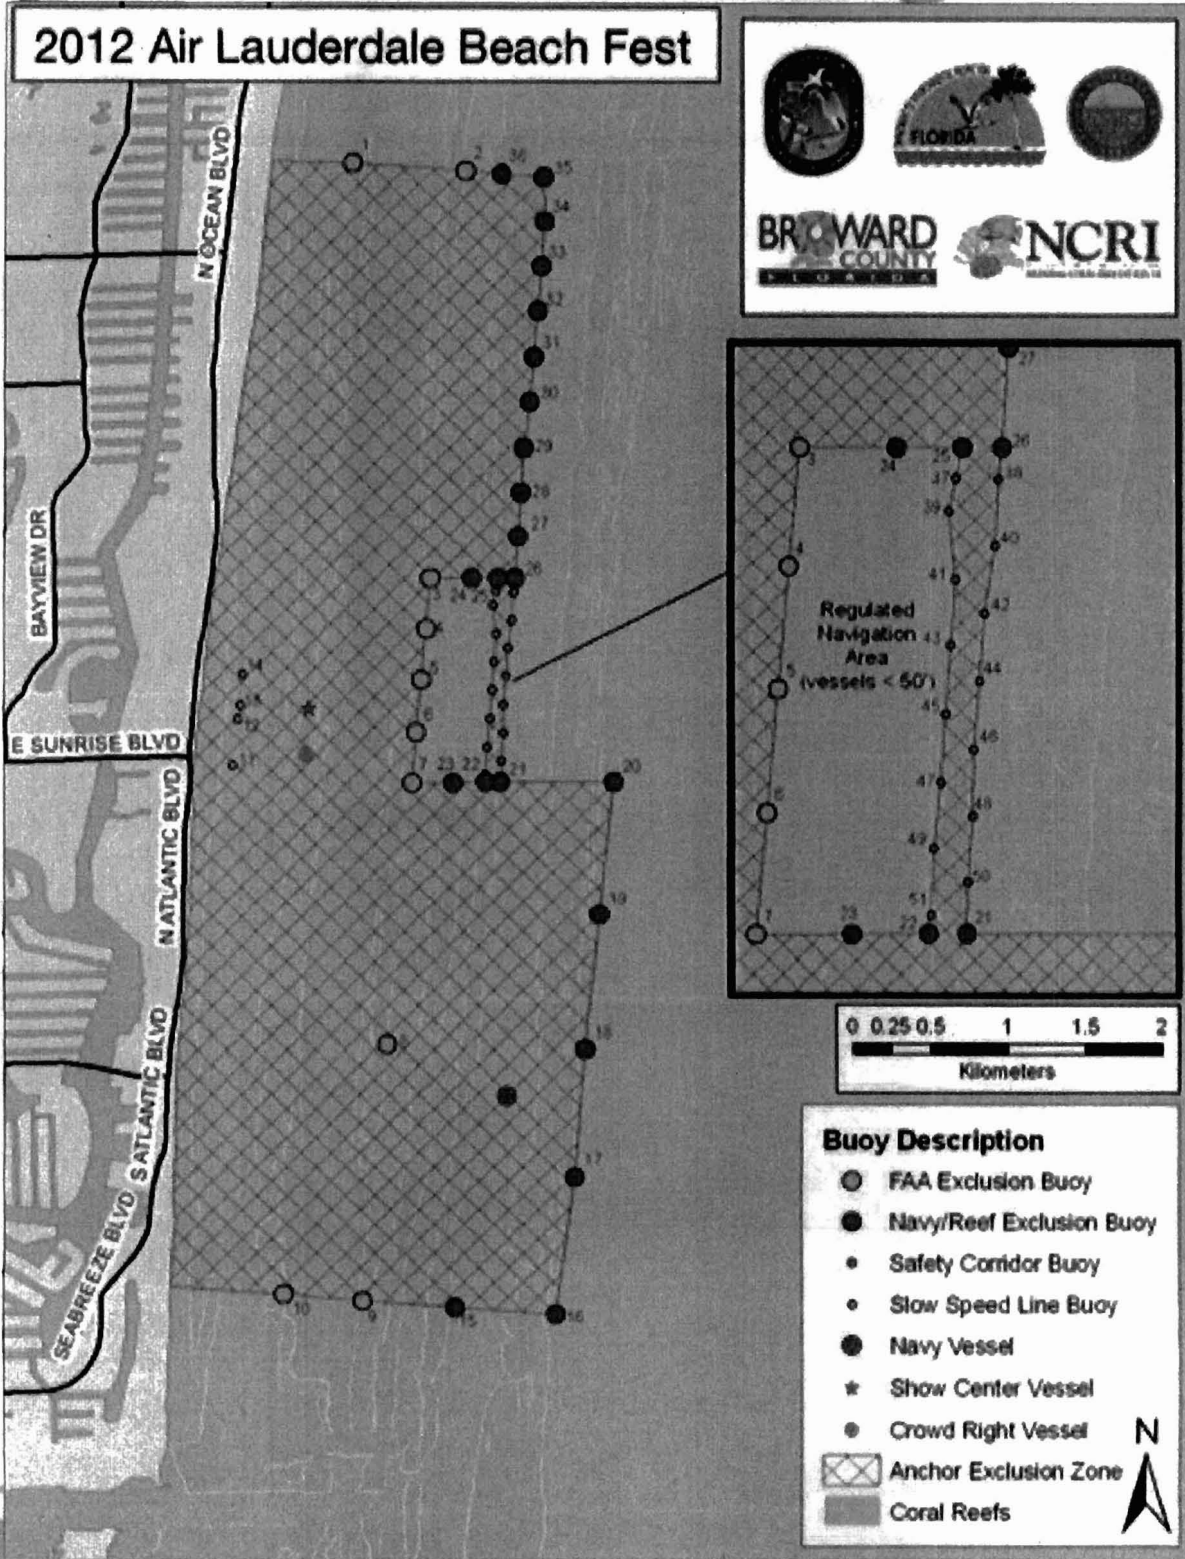 2012 Air Lauderdale Beach Fest
FLORIDA
BROWARD
COUNTY
FLORIDA
NCRI
N OCEAN BLVD
BAYVIEW DR
E SUNRISE BLVD
N ATLANTIC BLVD
S ATLANTIC BLVD
SEABREEZE BLVD
1
2
36
35
34
33
32
31
30
29
28
27
26
3
24
25
4
5
6
7
23
22
21
20
14
13
12
11
19
8
18
17
10
9
15
16
27
3
24
25
26
37
38
39
40
4
41
42
Regulated
Navigation
Area
(vessels < 50')
43
44
5
45
46
47
6
48
49
50
51
7
23
22
21
0 0.25 0.5 1 1.5 2
Kilometers
Buoy Description
FAA Exclusion Buoy
Navy/Reef Exclusion Buoy
Safety Corridor Buoy
Slow Speed Line Buoy
Navy Vessel
Show Center Vessel
Crowd Right Vessel
Anchor Exclusion Zone
Coral Reefs
N